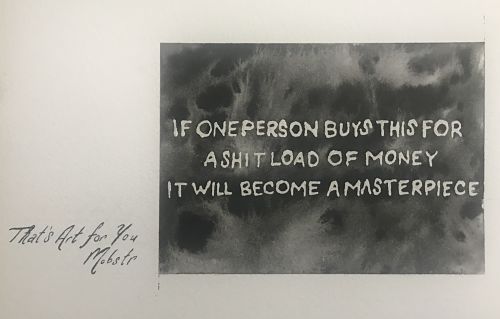 IF ONE PERSON BUYS THIS FOR
A SHIT LOAD OF MONEY
IT WILL BECOME A MASTERPIECE
That's Art for You
Mobstr